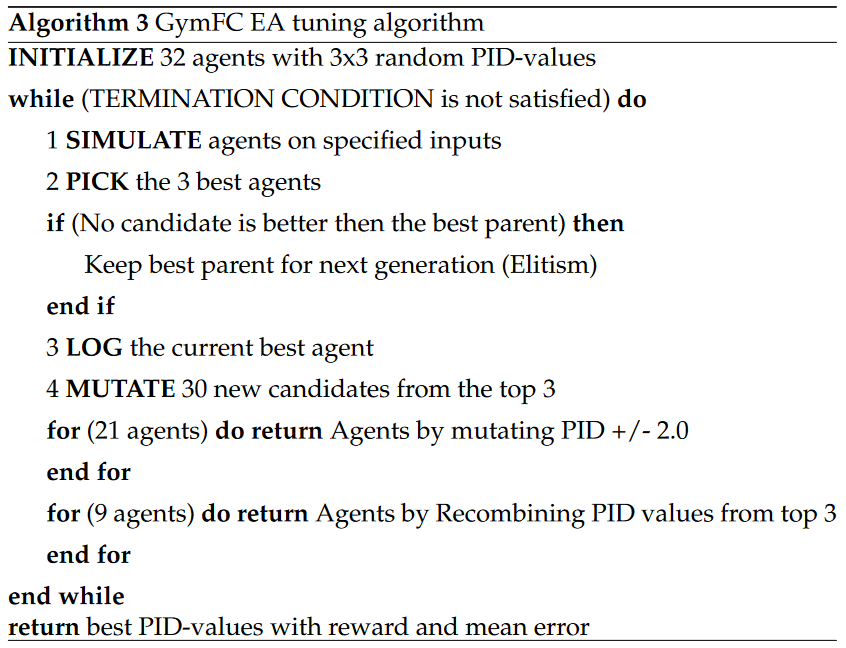 Algorithm 3 GymFC EA tuning algorithm
INITIALIZE 32 agents with 3x3 random PID-values
while (TERMINATION CONDITION is not satisfied) do
1 SIMULATE agents on specified inputs
2 PICK the 3 best agents
if (No candidate is better then the best parent) then
Keep best parent for next generation (Elitism)
end if
3 LOG the current best agent
4 MUTATE 30 new candidates from the top 3
for (21 agents) do return Agents by mutating PID +/- 2.0
end for
for (9 agents) do return Agents by Recombining PID values from top 3
end for
end while
return best PID-values with reward and mean error